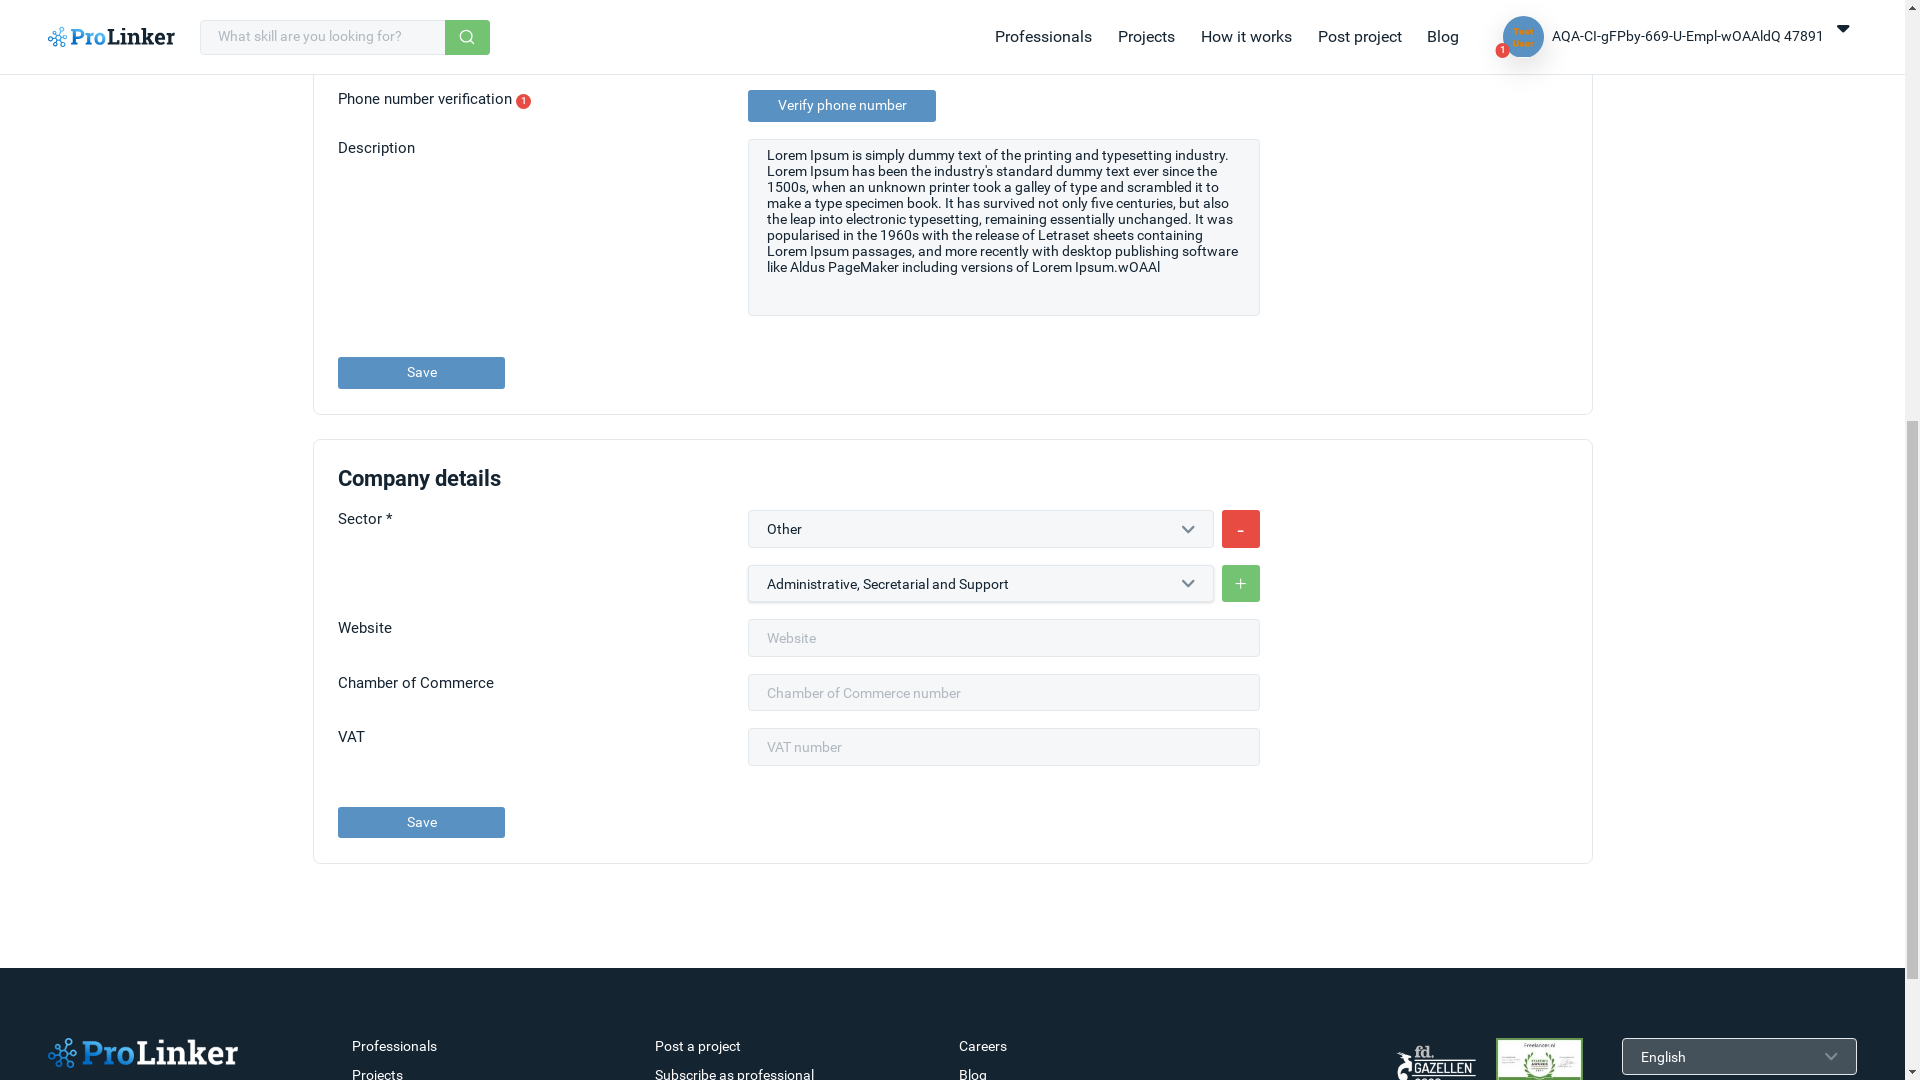 ProLinker
What skill are you looking for?
Professionals
Projects
How it works
Post project
Blog
Test
User
1
AQA-CI-gFPby-669-U-Empl-wOAAldQ 47891
Phone number verification 1
Verify phone number
Description
Lorem Ipsum is simply dummy text of the printing and typesetting industry.
Lorem Ipsum has been the industry's standard dummy text ever since the
1500s, when an unknown printer took a galley of type and scrambled it to
make a type specimen book. It has survived not only five centuries, but also
the leap into electronic typesetting, remaining essentially unchanged. It was
popularised in the 1960s with the release of Letraset sheets containing
Lorem Ipsum passages, and more recently with desktop publishing software
like Aldus PageMaker including versions of Lorem Ipsum.wOAAl
Save
Company details
Sector *
Other
-
Administrative, Secretarial and Support
+
Website
Website
Chamber of Commerce
Chamber of Commerce number
VAT
VAT number
Save
ProLinker
Professionals
Projects
Post a project
Subscribe as professional
Careers
Blog
fd.
GAZELLEN
Freelancer.nl
English